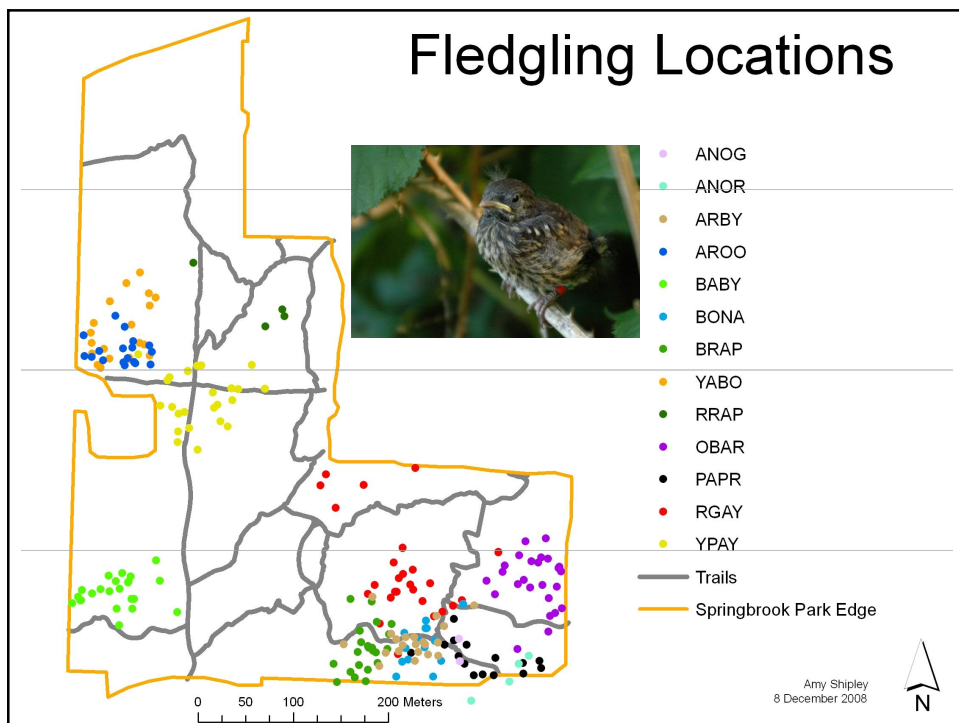 Fledgling Locations
ANOG
ANOR
ARBY
AROO
BABY
BONA
BRAP
YABO
RRAP
OBAR
PAPR
RGAY
YPAY
Trails
Springbrook Park Edge
Amy Shipley
8 December 2008
N
0 50 100 200 Meters